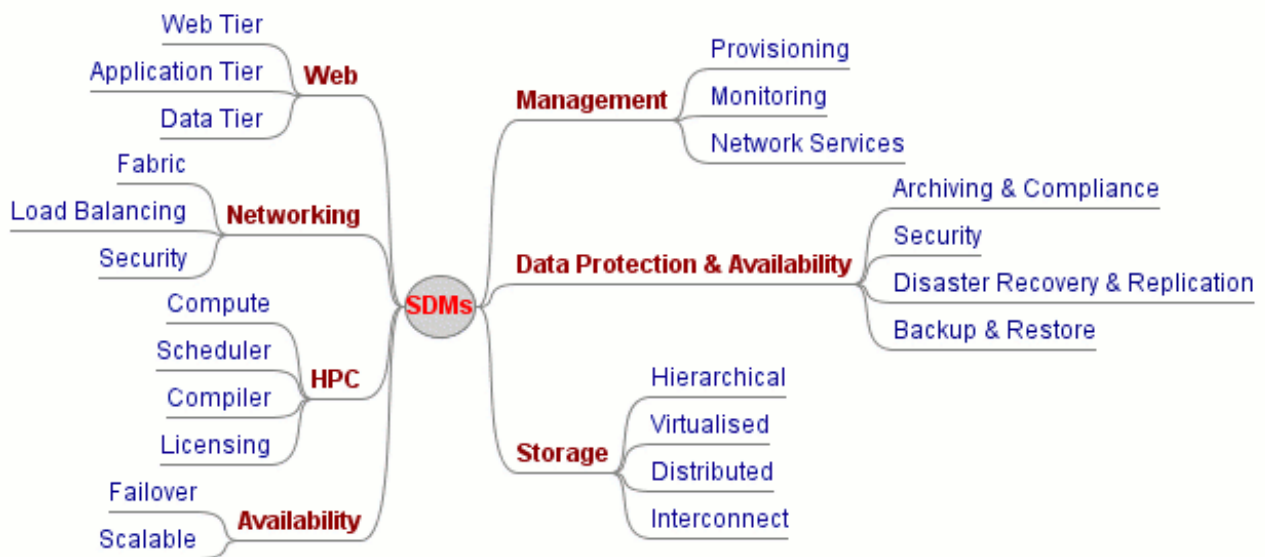 Web Tier
Application Tier
Data Tier
Web
Fabric
Load Balancing
Security
Networking
Compute
Scheduler
Compiler
Licensing
HPC
Failover
Scalable
Availability
SDMs
Management
Provisioning
Monitoring
Network Services
Data Protection & Availability
Archiving & Compliance
Security
Disaster Recovery & Replication
Backup & Restore
Storage
Hierarchical
Virtualised
Distributed
Interconnect